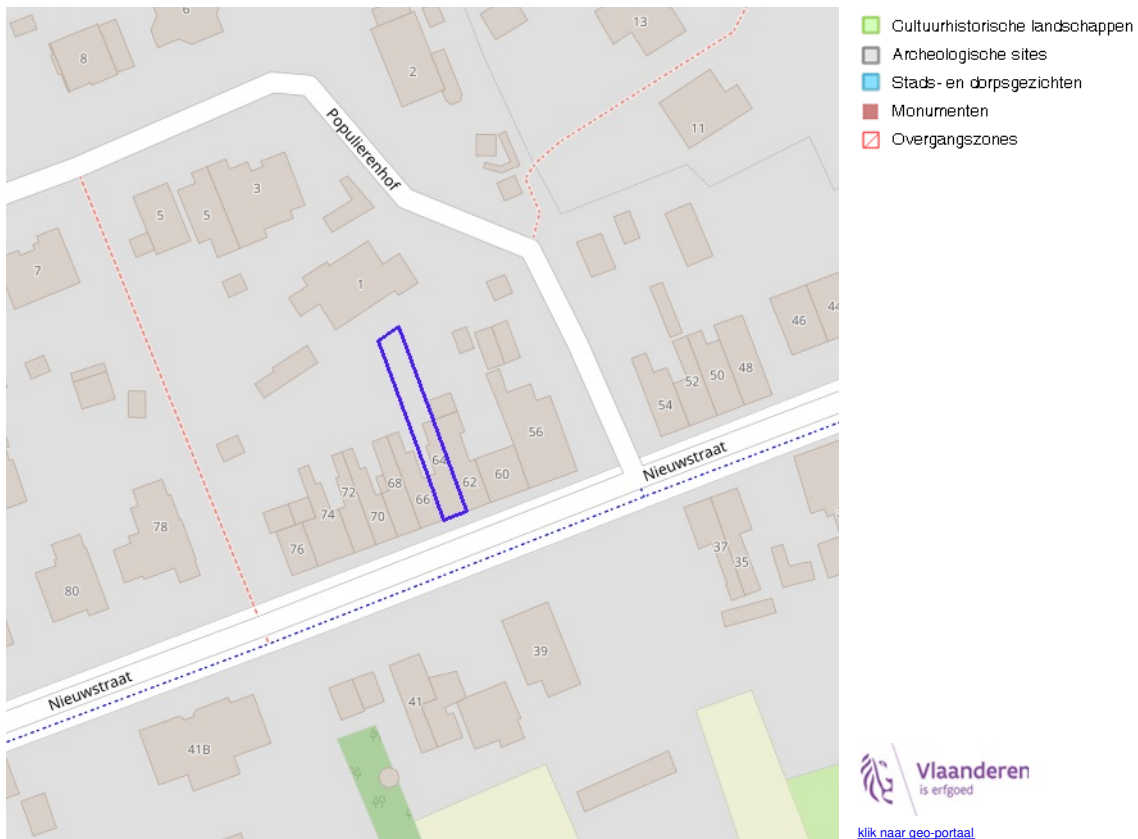 6
13
8
2
Populierenhof
11
3
5
5
7
1
46
44
48
50
52
54
56
64
60
62
68
66
72
74
70
76
78
80
Nieuwstraat
37
35
39
Nieuwstraat
41
41B
Cultuurhistorische landschappen
Archeologische sites
Stads- en dorpsgezichten
Monumenten
Overgangszones
Vlaanderen
is erfgoed
klik naar geo-portaal